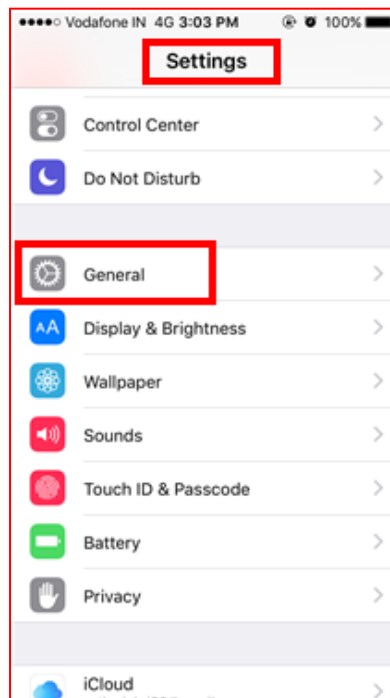 Vodafone IN 4G 3:03 PM 100%
Settings
Control Center
Do Not Disturb
General
AA Display & Brightness
Wallpaper
Sounds
Touch ID & Passcode
Battery
Privacy
iCloud